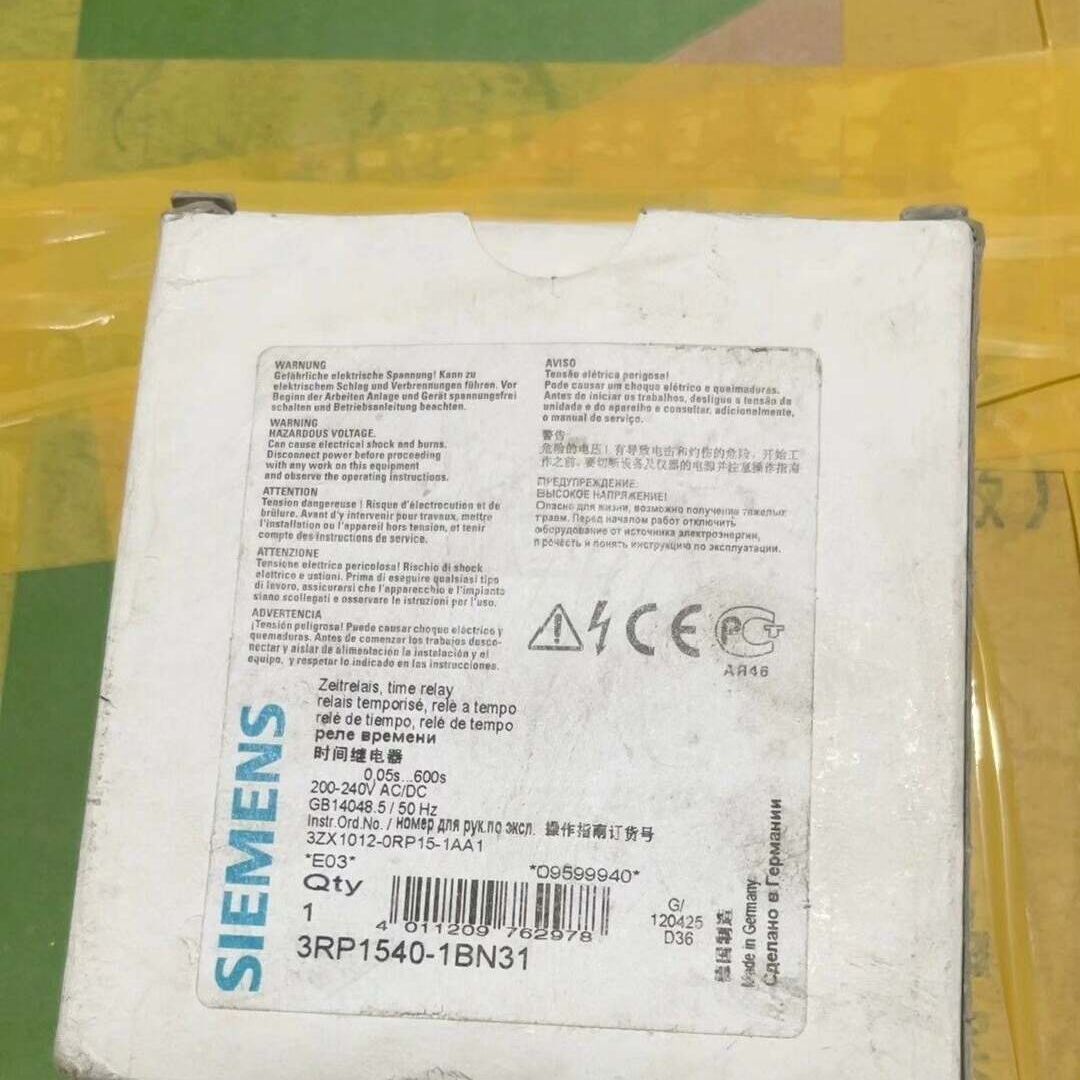 WARNUNG
Gefährliche elektrische Spannung! Kann zu
elektrischem Schlag und Verbrennungen führen. Vor
Beginn der Arbeiten Anlage und Gerät spannungsfrei
schalten und Betriebsanleitung beachten.
WARNING
HAZARDOUS VOLTAGE.
Can cause electrical shock and burns.
Disconnect power before proceeding
with any work on this equipment
and observe the operating instructions.
ATTENTION
Tension dangereuse ! Risque d'électrocution et de
brûlure. Avant d'y intervenir pour travaux, mettre
l'installation ou l'appareil hors tension, et tenir
compte des instructions de service.
ATTENZIONE
Tensione elettrica pericolosa! Rischio di shock
elettrico e ustioni. Prima di eseguire qualsiasi tipo
di lavoro, assicurarsi che l'apparecchio e l'impianto
siano scollegati e osservare le istruzioni per l'uso.
ADVERTENCIA
¡Tensión peligrosa! Puede causar choque eléctrico y
quemaduras. Antes de comenzar los trabajos desco-
nectar y aislar de alimentación la instalación y el
equipo, y respetar lo indicado en las instrucciones.
AVISO
Tensão elétrica perigosa!
Pode causar um choque elétrico e queimaduras.
Antes de iniciar os trabalhos, desligue a tensão da
unidade e do aparelho e consultar, adicionalmente,
o manual de serviço.
警告
危险的电压！有导致电击和灼伤的危险，开始工
作之前，要切断设备及仪器的电源并注意操作指南
ПРЕДУПРЕЖДЕНИЕ:
ВЫСОКОЕ НАПРЯЖЕНИЕ!
Опасно для жизни, возможно получение тяжелых
травм. Перед началом работ отключить
оборудование от источника электроэнергии,
прочесть и понять инструкцию по эксплуатации.
CE
АЯ46
Zeitrelais, time relay
relais temporisé, relè a tempo
relé de tiempo, relé de tempo
реле времени
时间继电器
0,05s...600s
200-240V AC/DC
GB14048.5 / 50 Hz
Instr.Ord.No. / номер для рук.по эксл. 操作指南订货号
3ZX1012-0RP15-1AA1
*E03* *09599940*
Qty
1
4 011209 762978
3RP1540-1BN31
G/
120425
D36
德国制造
Made in Germany
Сделано в Германии
SIEMENS